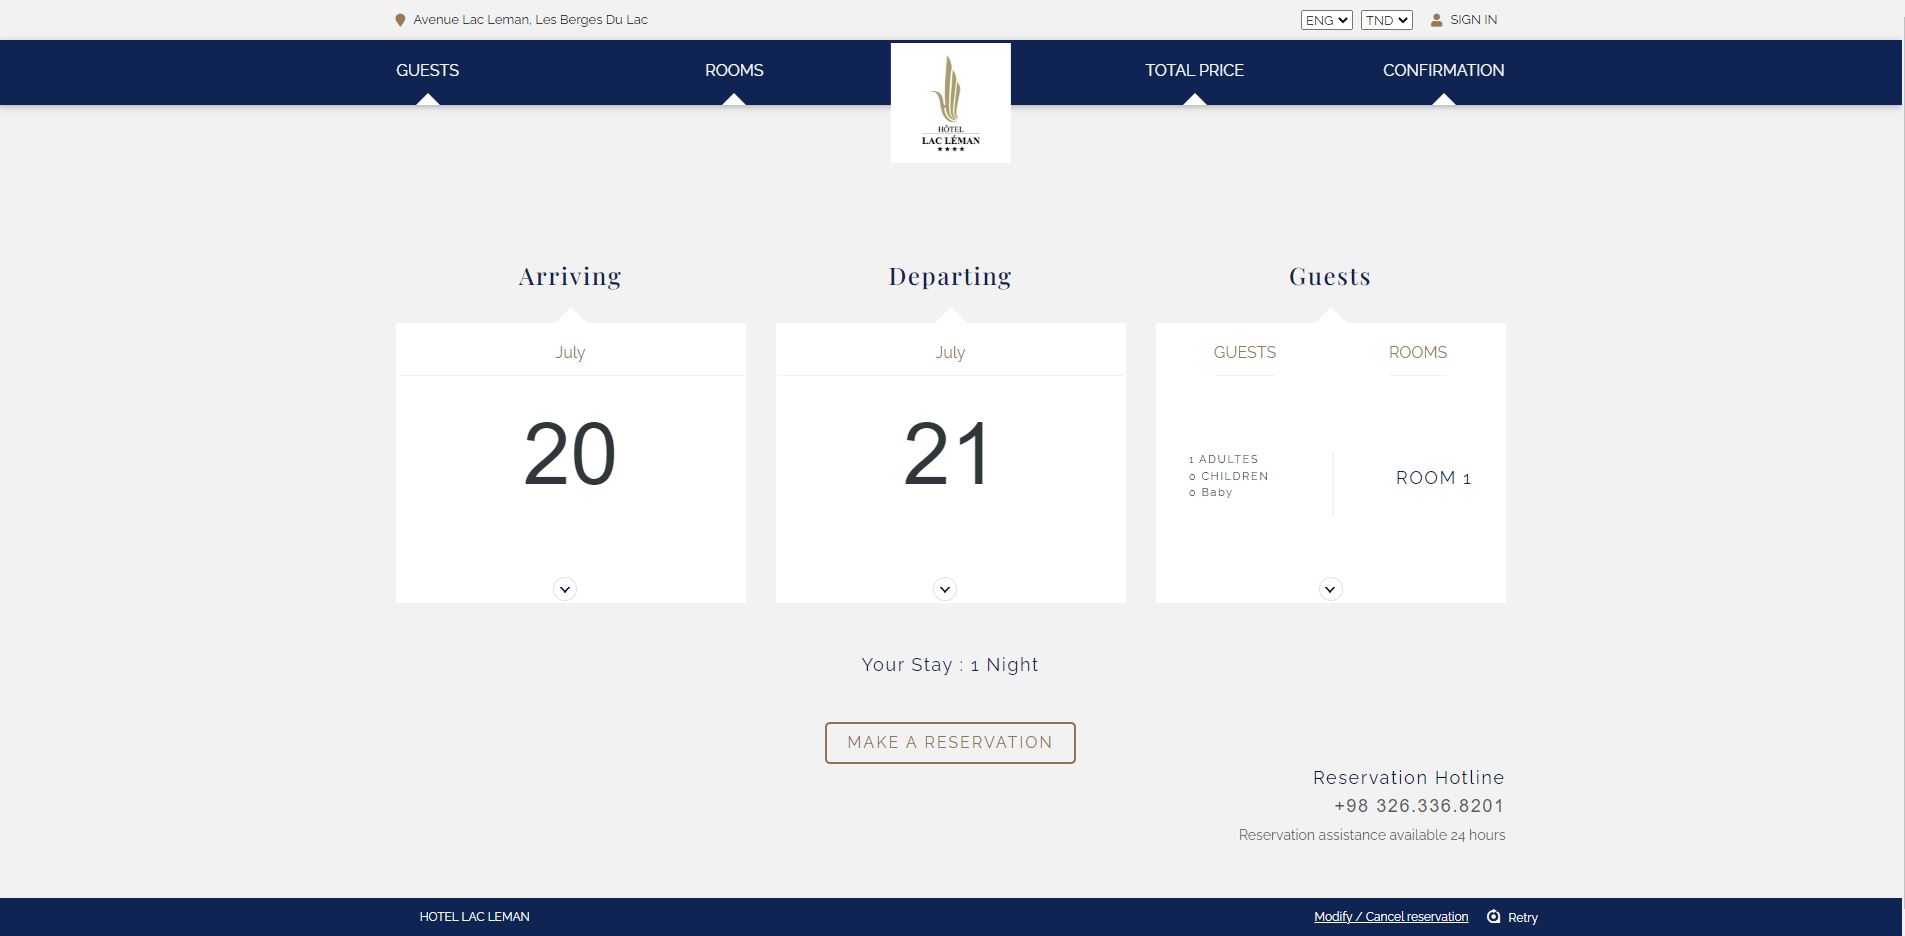 Avenue Lac Leman, Les Berges Du Lac
ENG TND SIGN IN
GUESTS ROOMS TOTAL PRICE CONFIRMATION
HÔTEL
LAC LÉMAN
Arriving Departing Guests
July July GUESTS ROOMS
20 21
1 ADULTES
0 CHILDREN
0 Baby
ROOM 1
Your Stay : 1 Night
MAKE A RESERVATION
Reservation Hotline
+98 326.336.8201
Reservation assistance available 24 hours
HOTEL LAC LEMAN Modify / Cancel reservation Retry